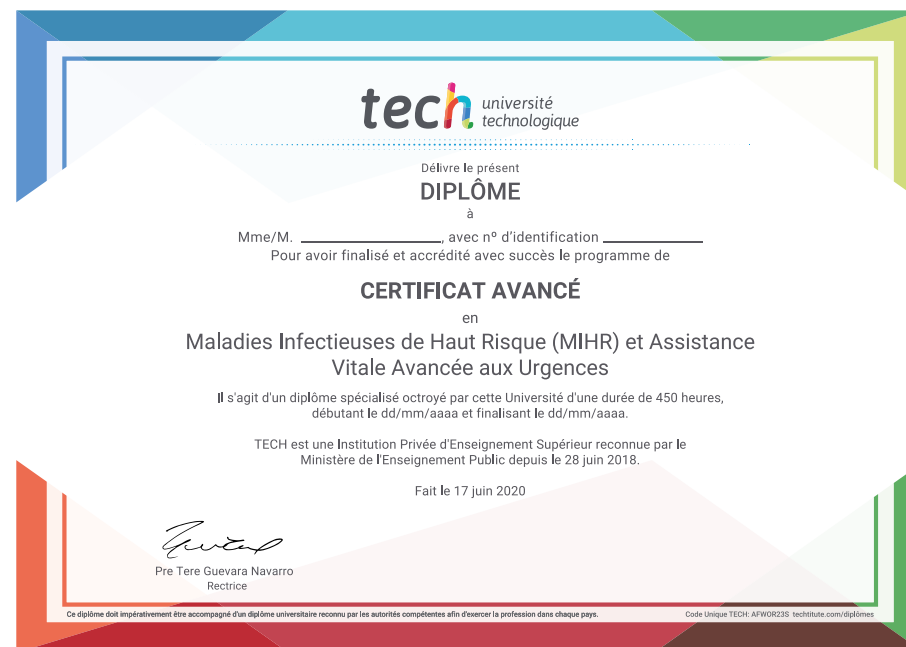 tech université
technologique
Délivre le présent
DIPLÔME
à
Mme/M. ____________________, avec nº d'identification ______________
Pour avoir finalisé et accrédité avec succès le programme de
CERTIFICAT AVANCÉ
en
Maladies Infectieuses de Haut Risque (MIHR) et Assistance
Vitale Avancée aux Urgences
Il s'agit d'un diplôme spécialisé octroyé par cette Université d'une durée de 450 heures,
débutant le dd/mm/aaaa et finalisant le dd/mm/aaaa.
TECH est une Institution Privée d'Enseignement Supérieur reconnue par le
Ministère de l'Enseignement Public depuis le 28 juin 2018.
Fait le 17 juin 2020
Pre Tere Guevara Navarro
Rectrice
Ce diplôme doit impérativement être accompagné d'un diplôme universitaire reconnu par les autorités compétentes afin d'exercer la profession dans chaque pays.
Code Unique TECH: AFWOR23S techtitute.com/diplômes